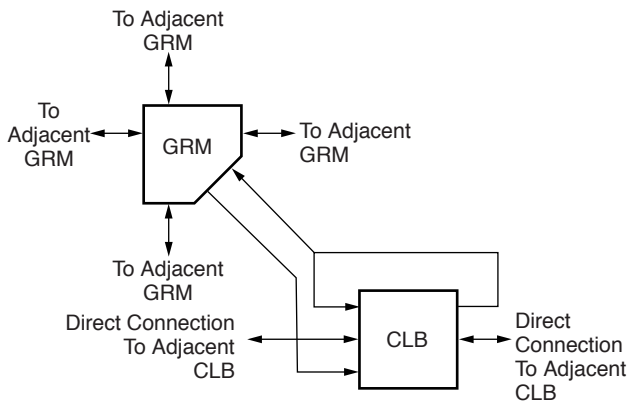 To Adjacent
GRM
To
Adjacent
GRM
GRM
To Adjacent
GRM
To Adjacent
GRM
Direct Connection
To Adjacent
CLB
CLB
Direct
Connection
To Adjacent
CLB